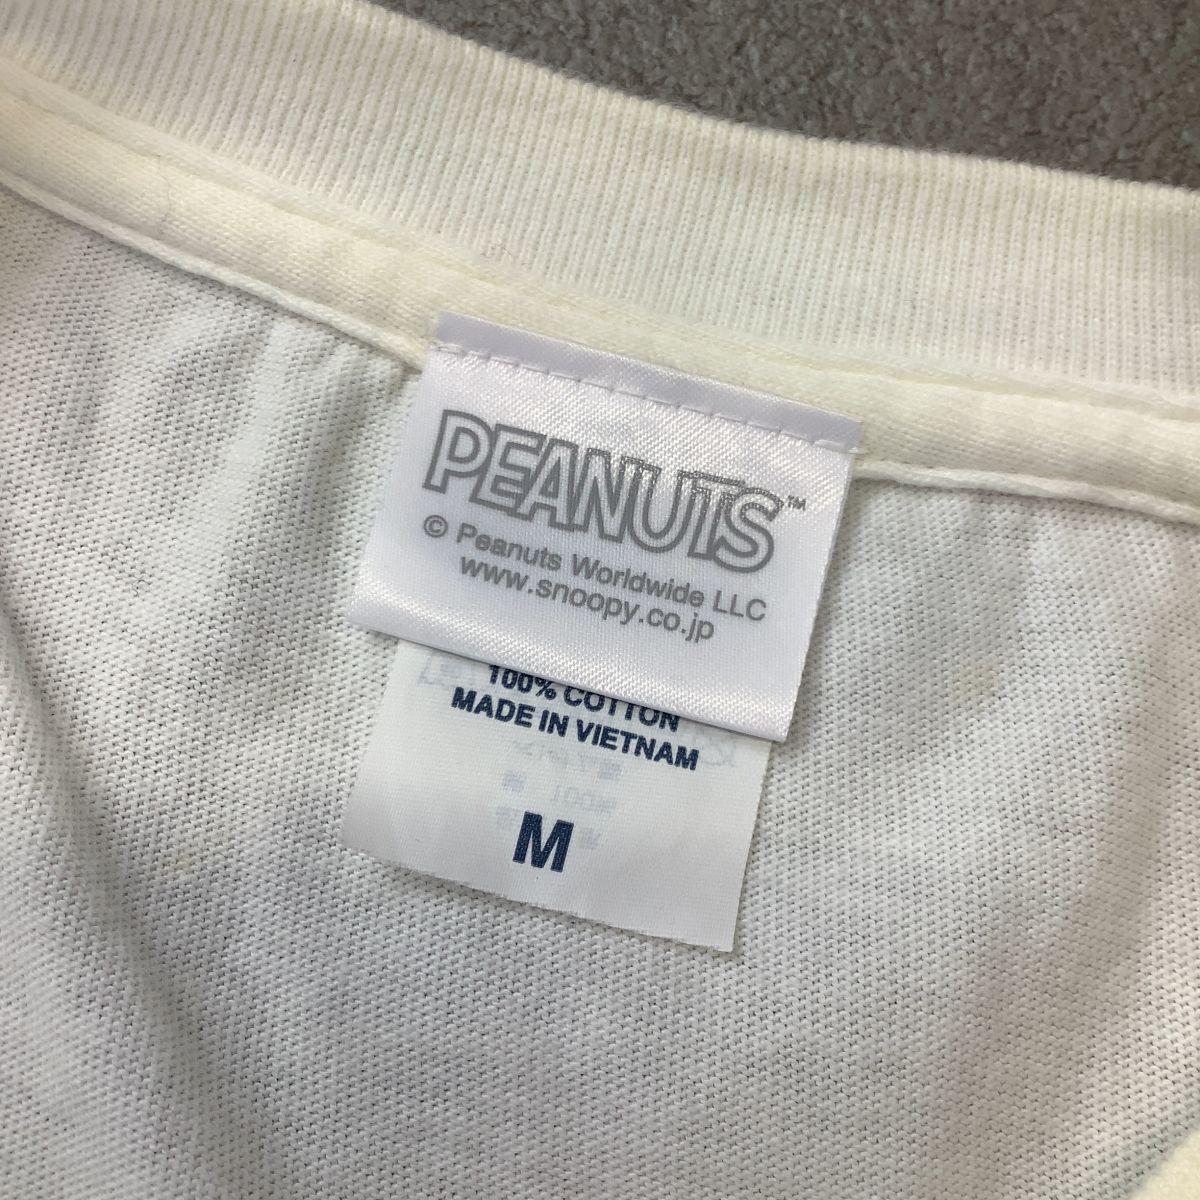 PEANUTS™
© Peanuts Worldwide LLC
www.snoopy.co.jp
100% COTTON
MADE IN VIETNAM
M